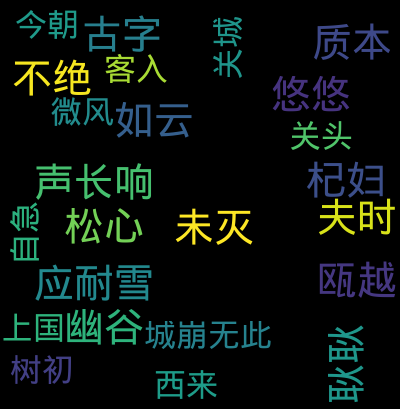 今朝
古字
关城
质本
不绝
客入
悠悠
微风
如云
关头
声长响
杞妇
自急
松心
未灭
夫时
应耐雪
瓯越
上国
幽谷
城崩无此
耿耿
树初
西来